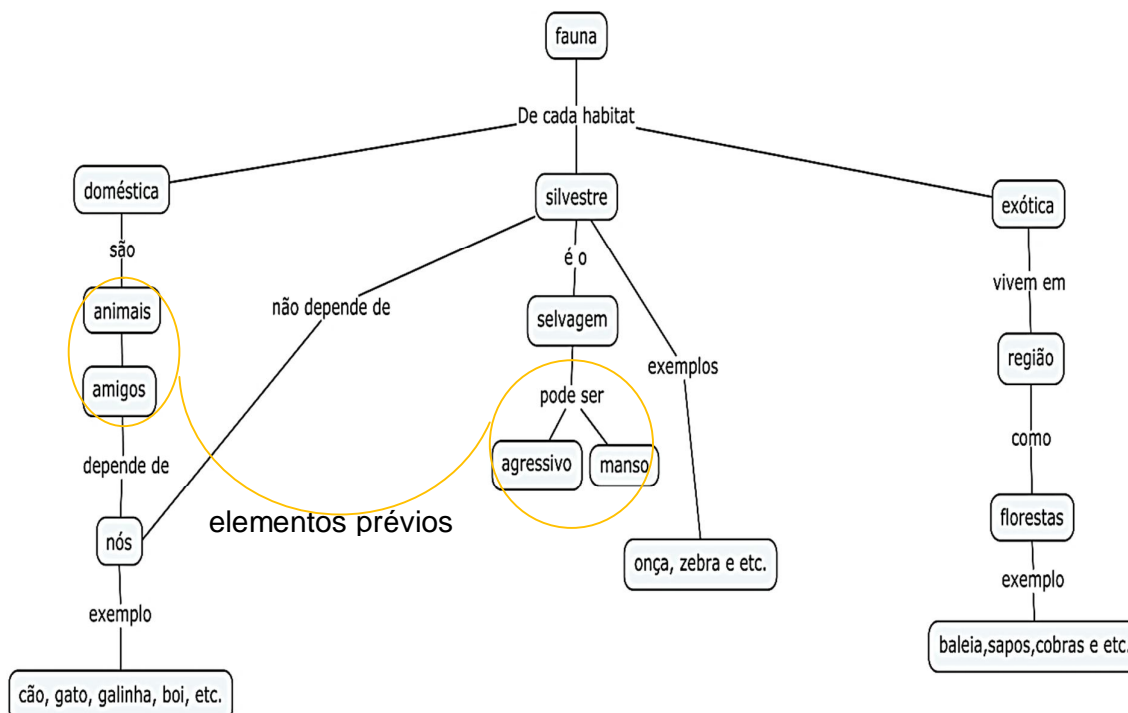 fauna
De cada habitat
doméstica
silvestre
exótica
são
é o
vivem em
animais
não depende de
selvagem
região
exemplos
amigos
pode ser
como
depende de
agressivo
manso
elementos prévios
nós
florestas
onça, zebra e etc.
exemplo
exemplo
baleia,sapos,cobras e etc.
cão, gato, galinha, boi, etc.